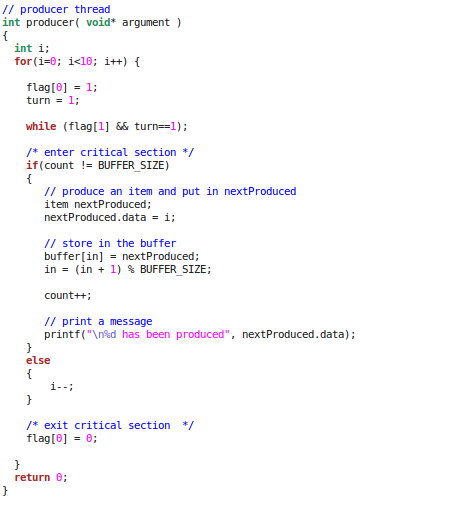 // producer thread
int producer( void* argument )
{
int i;
for(i=0; i<10; i++) {
flag[0] = 1;
turn = 1;
while (flag[1] && turn==1);
/* enter critical section */
if(count != BUFFER_SIZE)
{
// produce an item and put in nextProduced
item nextProduced;
nextProduced.data = i;
// store in the buffer
buffer[in] = nextProduced;
in = (in + 1) % BUFFER_SIZE;
count++;
// print a message
printf("\n%d has been produced", nextProduced.data);
}
else
{
i--;
}
/* exit critical section  */
flag[0] = 0;
}
return 0;
}